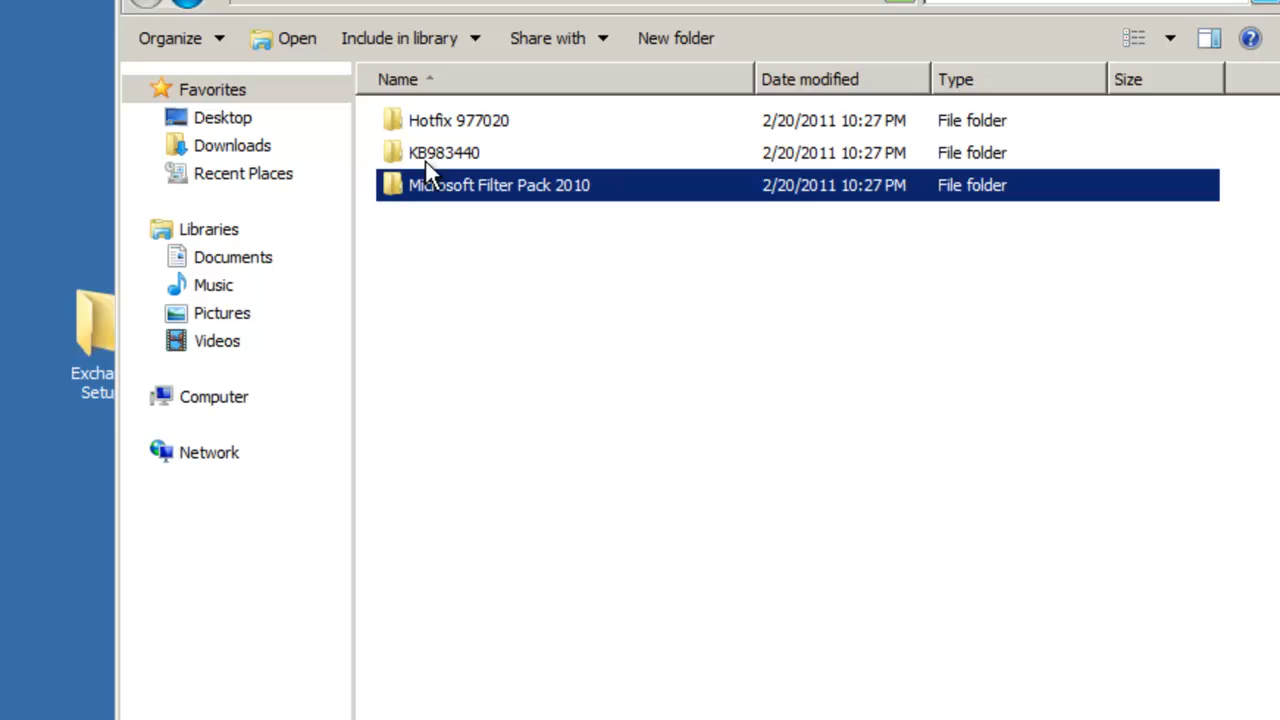 Organize Open Include in library Share with New folder
Name Date modified Type Size
Favorites
Desktop
Downloads
Recent Places
Libraries
Documents
Music
Pictures
Videos
Computer
Network
Hotfix 977020 2/20/2011 10:27 PM File folder
KB983440 2/20/2011 10:27 PM File folder
Microsoft Filter Pack 2010 2/20/2011 10:27 PM File folder
Excha
Setu